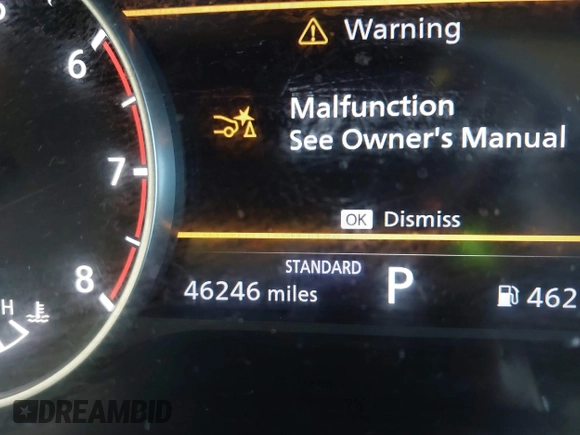 Warning
Malfunction
See Owner's Manual
OK Dismiss
STANDARD
46246 miles P 462
6
7
8
H
DREAMBID